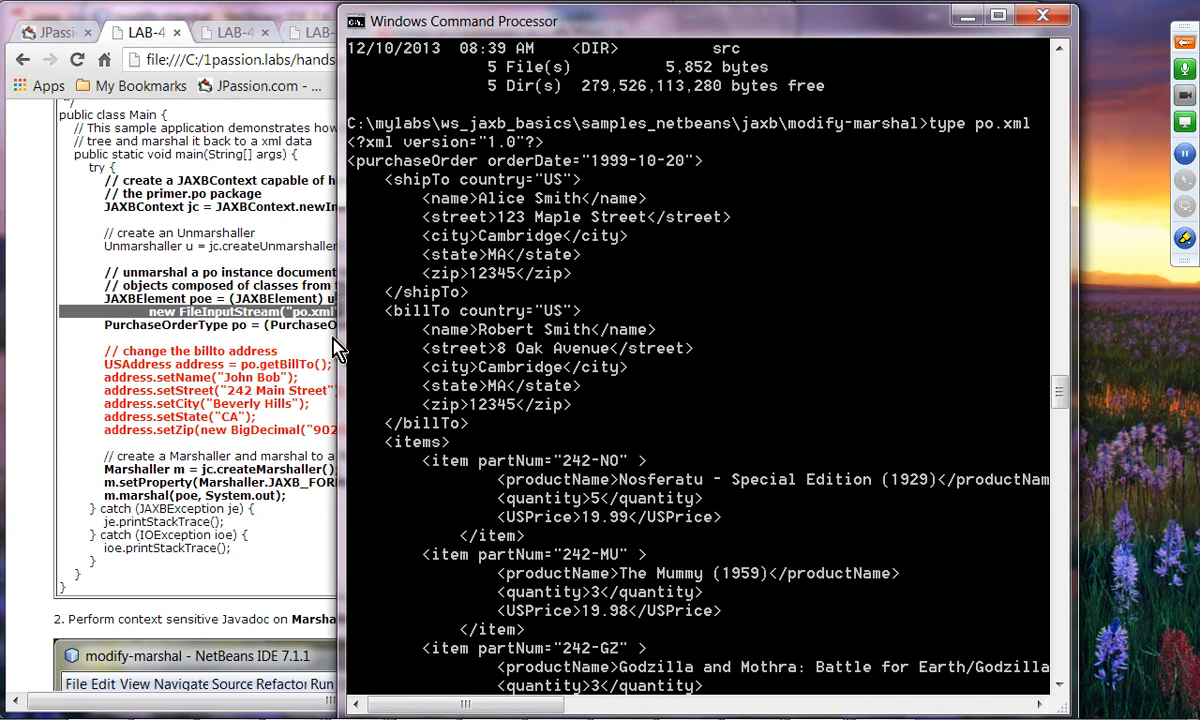 JPassi
LAB-4
LAB-4
LAB-
file:///C:/1passion.labs/hands
Apps
My Bookmarks
JPassion.com - ...
*/
public class Main {
// This sample application demonstrates how
// tree and marshal it back to a xml data
public static void main(String[] args) {
try {
// create a JAXBContext capable of h
// the primer.po package
JAXBContext jc = JAXBContext.newIn
// create an Unmarshaller
Unmarshaller u = jc.createUnmarshaller
// unmarshal a po instance document
// objects composed of classes from t
JAXBElement poe = (JAXBElement) u
new FileInputStream("po.xml"
PurchaseOrderType po = (PurchaseO
// change the billto address
USAddress address = po.getBillTo();
address.setName("John Bob");
address.setStreet("242 Main Street"
address.setCity("Beverly Hills");
address.setState("CA");
address.setZip(new BigDecimal("902
// create a Marshaller and marshal to a
Marshaller m = jc.createMarshaller();
m.setProperty(Marshaller.JAXB_FOR
m.marshal(poe, System.out);
} catch (JAXBException je) {
je.printStackTrace();
} catch (IOException ioe) {
ioe.printStackTrace();
}
}
}
2. Perform context sensitive Javadoc on Marsha
modify-marshal - NetBeans IDE 7.1.1
File Edit View Navigate Source Refactor Run
Windows Command Processor
12/10/2013  08:39 AM    <DIR>          src
5 File(s)          5,852 bytes
5 Dir(s)  279,526,113,280 bytes free
C:\mylabs\ws_jaxb_basics\samples_netbeans\jaxb\modify-marshal>type po.xml
<?xml version="1.0"?>
<purchaseOrder orderDate="1999-10-20">
<shipTo country="US">
<name>Alice Smith</name>
<street>123 Maple Street</street>
<city>Cambridge</city>
<state>MA</state>
<zip>12345</zip>
</shipTo>
<billTo country="US">
<name>Robert Smith</name>
<street>8 Oak Avenue</street>
<city>Cambridge</city>
<state>MA</state>
<zip>12345</zip>
</billTo>
<items>
<item partNum="242-NO" >
<productName>Nosferatu - Special Edition (1929)</productNam
<quantity>5</quantity>
<USPrice>19.99</USPrice>
</item>
<item partNum="242-MU" >
<productName>The Mummy (1959)</productName>
<quantity>3</quantity>
<USPrice>19.98</USPrice>
</item>
<item partNum="242-GZ" >
<productName>Godzilla and Mothra: Battle for Earth/Godzilla
<quantity>3</quantity>